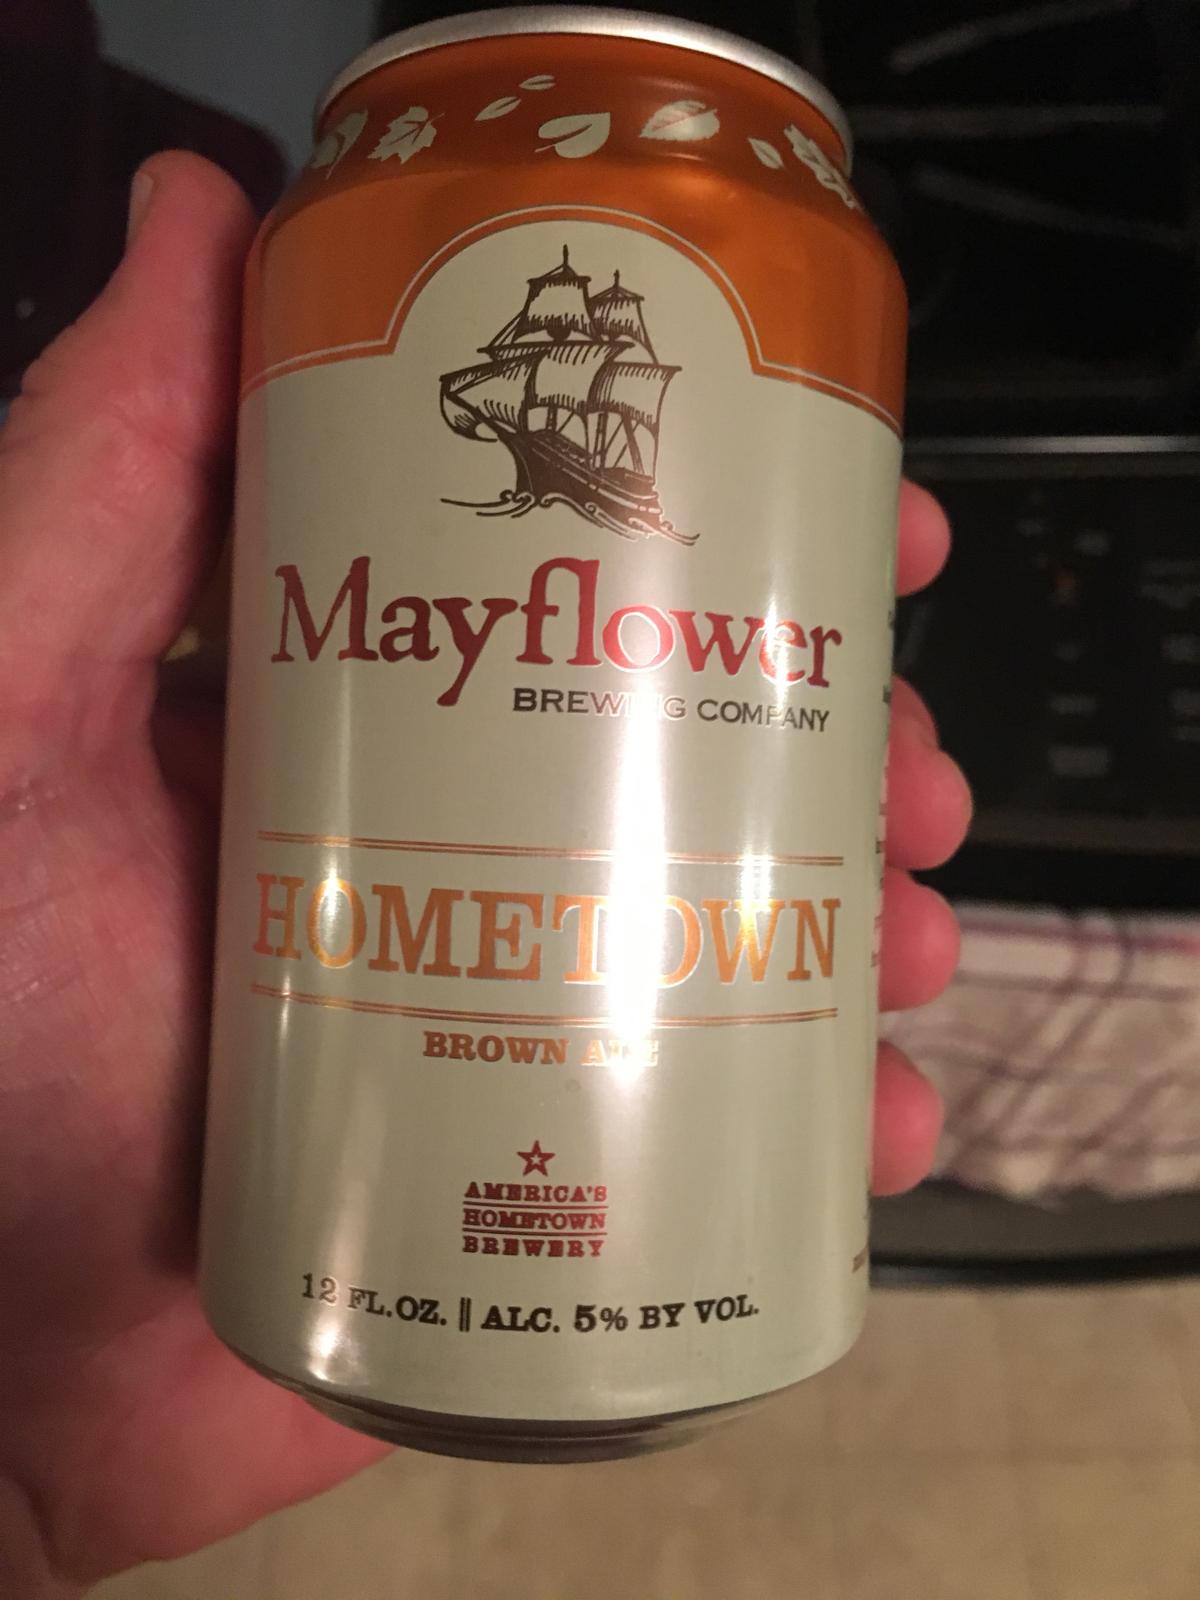 Mayflower
BREWING COMPANY
HOMETOWN
BROWN ALE
AMERICA'S
HOMETOWN
BREWERY
12 FL.OZ. || ALC. 5% BY VOL.